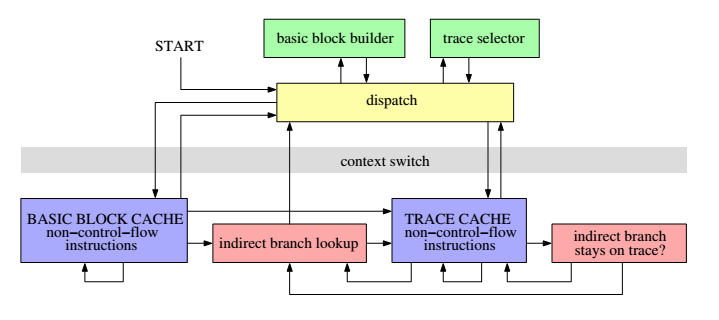 basic block builder
trace selector
START
dispatch
context switch
BASIC BLOCK CACHE
non-control-flow
instructions
indirect branch lookup
TRACE CACHE
non-control-flow
instructions
indirect branch
stays on trace?